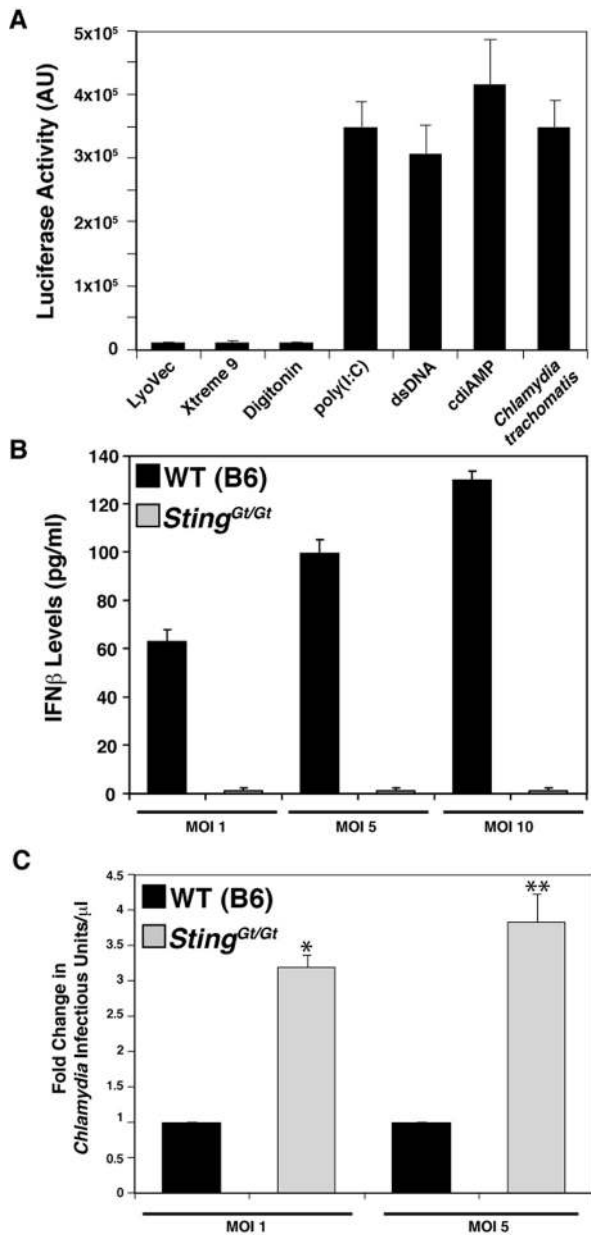 A
Luciferase Activity (AU)
5x10⁵
4x10⁵
3x10⁵
2x10⁵
1x10⁵
0
LyoVec
Xtreme 9
Digitonin
poly(I:C)
dsDNA
cdiAMP
Chlamydia
trachomatis
B
IFNβ Levels (pg/ml)
140
120
100
80
60
40
20
0
WT (B6)
Sting^Gt/Gt
MOI 1
MOI 5
MOI 10
C
Fold Change in
Chlamydia Infectious Units/µl
4.5
4
3.5
3
2.5
2
1.5
1
0.5
0
WT (B6)
Sting^Gt/Gt
*
**
MOI 1
MOI 5